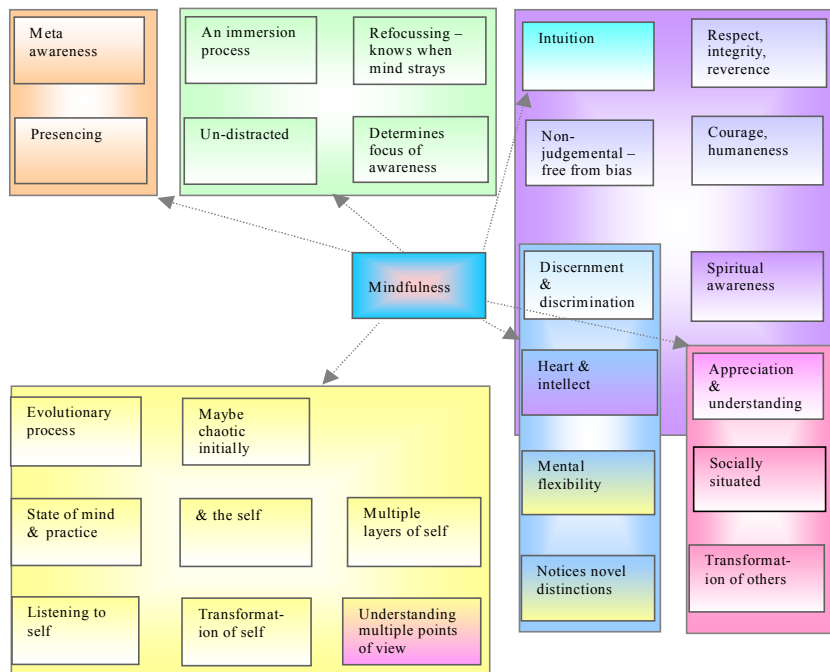 Meta
awareness
Presencing
An immersion
process
Refocussing –
knows when
mind strays
Un-distracted
Determines
focus of
awareness
Intuition
Respect,
integrity,
reverence
Non-
judgemental –
free from bias
Courage,
humaneness
Mindfulness
Discernment
&
discrimination
Spiritual
awareness
Heart &
intellect
Appreciation
&
understanding
Mental
flexibility
Socially
situated
Notices novel
distinctions
Transformat-
ion of others
Evolutionary
process
Maybe
chaotic
initially
State of mind
& practice
& the self
Multiple
layers of self
Listening to
self
Transformat-
ion of self
Understanding
multiple points
of view